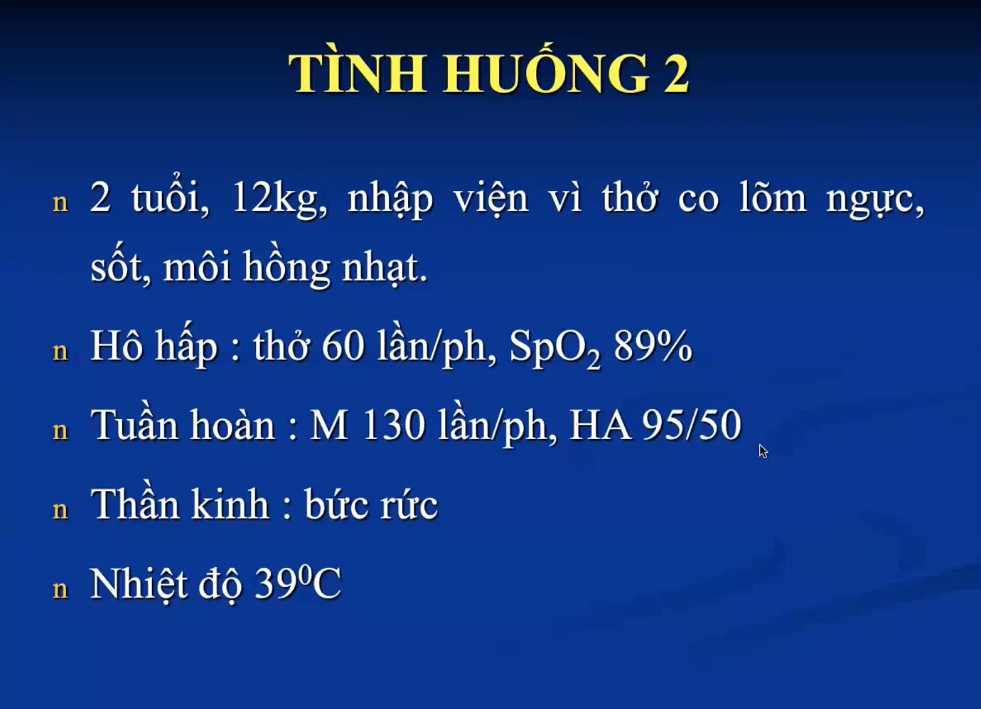 TÌNH HUỐNG 2
n 2 tuổi, 12kg, nhập viện vì thở co lõm ngực,
sốt, môi hồng nhạt.
n Hô hấp : thở 60 lần/ph, SpO₂ 89%
n Tuần hoàn : M 130 lần/ph, HA 95/50
n Thần kinh : bức rức
n Nhiệt độ 39⁰C